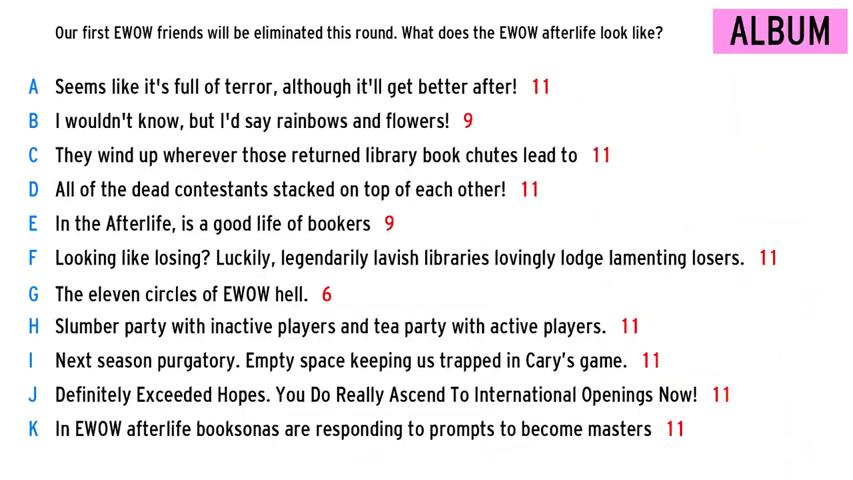 Our first EWOW friends will be eliminated this round. What does the EWOW afterlife look like?
ALBUM
A Seems like it's full of terror, although it'll get better after! 11
B I wouldn't know, but I'd say rainbows and flowers! 9
C They wind up wherever those returned library book chutes lead to 11
D All of the dead contestants stacked on top of each other! 11
E In the Afterlife, is a good life of bookers 9
F Looking like losing? Luckily, legendarily lavish libraries lovingly lodge lamenting losers. 11
G The eleven circles of EWOW hell. 6
H Slumber party with inactive players and tea party with active players. 11
I Next season purgatory. Empty space keeping us trapped in Cary's game. 11
J Definitely Exceeded Hopes. You Do Really Ascend To International Openings Now! 11
K In EWOW afterlife booksonas are responding to prompts to become masters 11